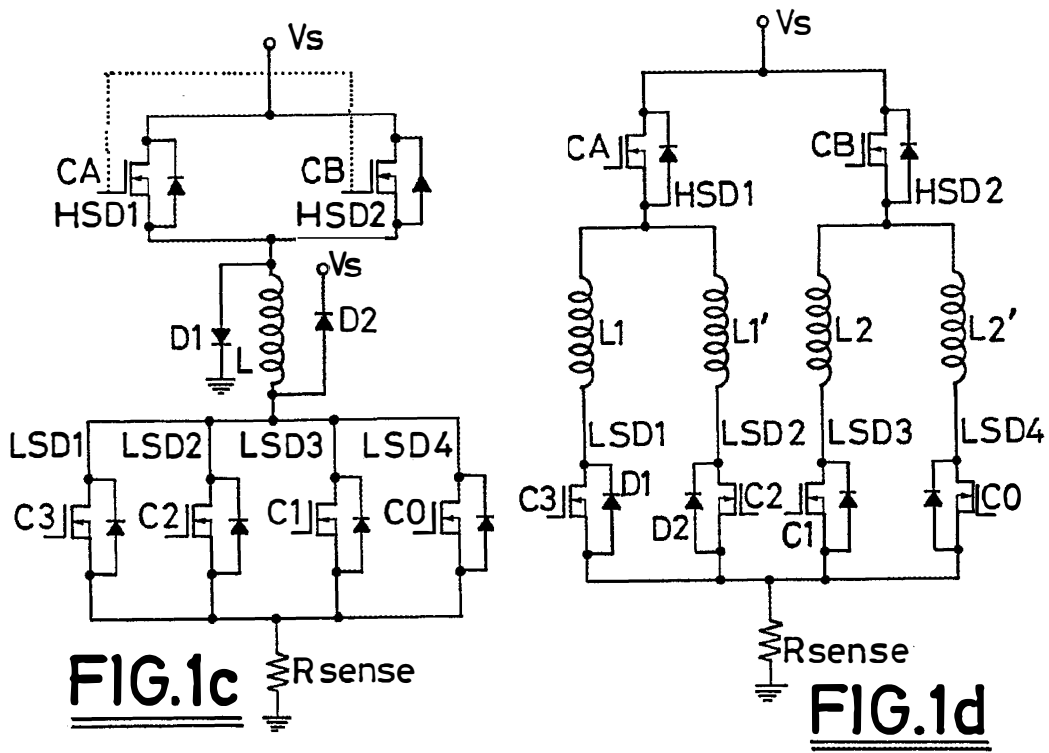 Vs
CA
HSD1
CB
HSD2
Vs
D1
L
D2
LSD1
LSD2
LSD3
LSD4
C3
C2
C1
C0
Rsense
FIG.1c
Vs
CA
HSD1
CB
HSD2
L1
L1'
L2
L2'
LSD1
LSD2
LSD3
LSD4
C3
D1
D2
C2
C1
C0
Rsense
FIG.1d